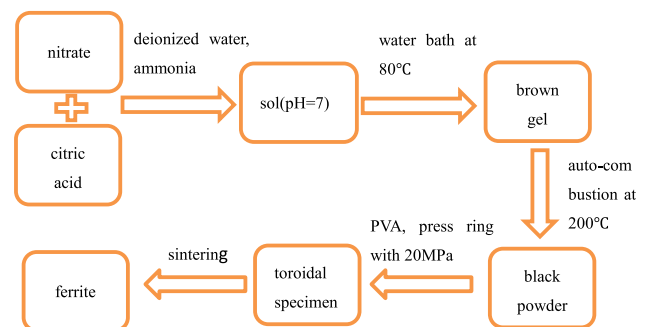 nitrate
citric
acid
deionized water,
ammonia
sol(pH=7)
water bath at
80℃
brown
gel
auto-com
bustion at
200℃
black
powder
PVA, press ring
with 20MPa
toroidal
specimen
sintering
ferrite